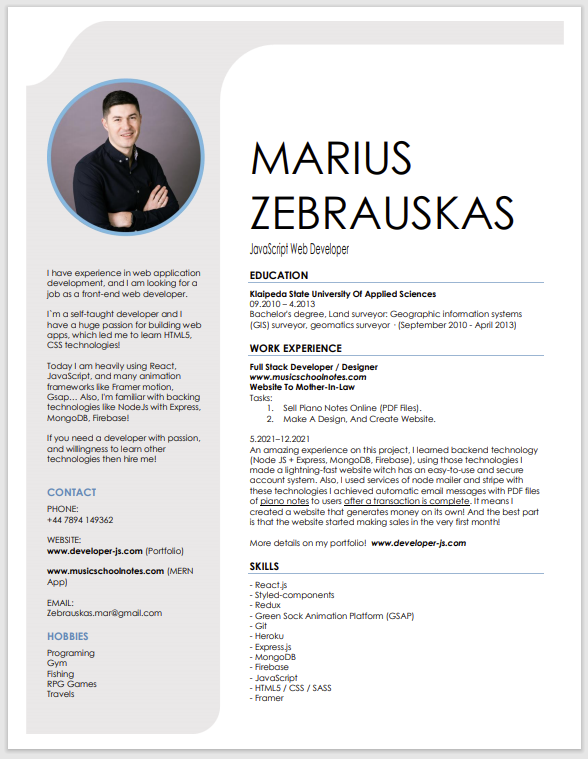 MARIUS
ZEBRAUSKAS
JavaScript Web Developer
I have experience in web application
development, and I am looking for a
job as a front-end web developer.
I`m a self-taught developer and I
have a huge passion for building web
apps, which led me to learn HTML5,
CSS technologies!
Today I am heavily using React,
JavaScript, and many animation
frameworks like Framer motion,
Gsap... Also, I'm familiar with backing
technologies like NodeJs with Express,
MongoDB, Firebase!
If you need a developer with passion,
and willingness to learn other
technologies then hire me!
CONTACT
PHONE:
+44 7894 149362
WEBSITE:
www.developer-js.com (Portfolio)
www.musicschoolnotes.com (MERN
App)
EMAIL:
Zebrauskas.mar@gmail.com
HOBBIES
Programing
Gym
Fishing
RPG Games
Travels
EDUCATION
Klaipeda State University Of Applied Sciences
09.2010 – 4.2013
Bachelor's degree, Land surveyor: Geographic information systems
(GIS) surveyor, geomatics surveyor · (September 2010 - April 2013)
WORK EXPERIENCE
Full Stack Developer / Designer
www.musicschoolnotes.com
Website To Mother-In-Law
Tasks:
1. Sell Piano Notes Online (PDF Files).
2. Make A Design, And Create Website.
5.2021–12.2021
An amazing experience on this project, I learned backend technology
(Node JS + Express, MongoDB, Firebase), using those technologies I
made a lightning-fast website witch has an easy-to-use and secure
account system. Also, I used services of node mailer and stripe with
these technologies I achieved automatic email messages with PDF files
of piano notes to users after a transaction is complete. It means I
created a website that generates money on its own! And the best part
is that the website started making sales in the very first month!
More details on my portfolio! www.developer-js.com
SKILLS
- React.js
- Styled-components
- Redux
- Green Sock Animation Platform (GSAP)
- Git
- Heroku
- Express.js
- MongoDB
- Firebase
- JavaScript
- HTML5 / CSS / SASS
- Framer